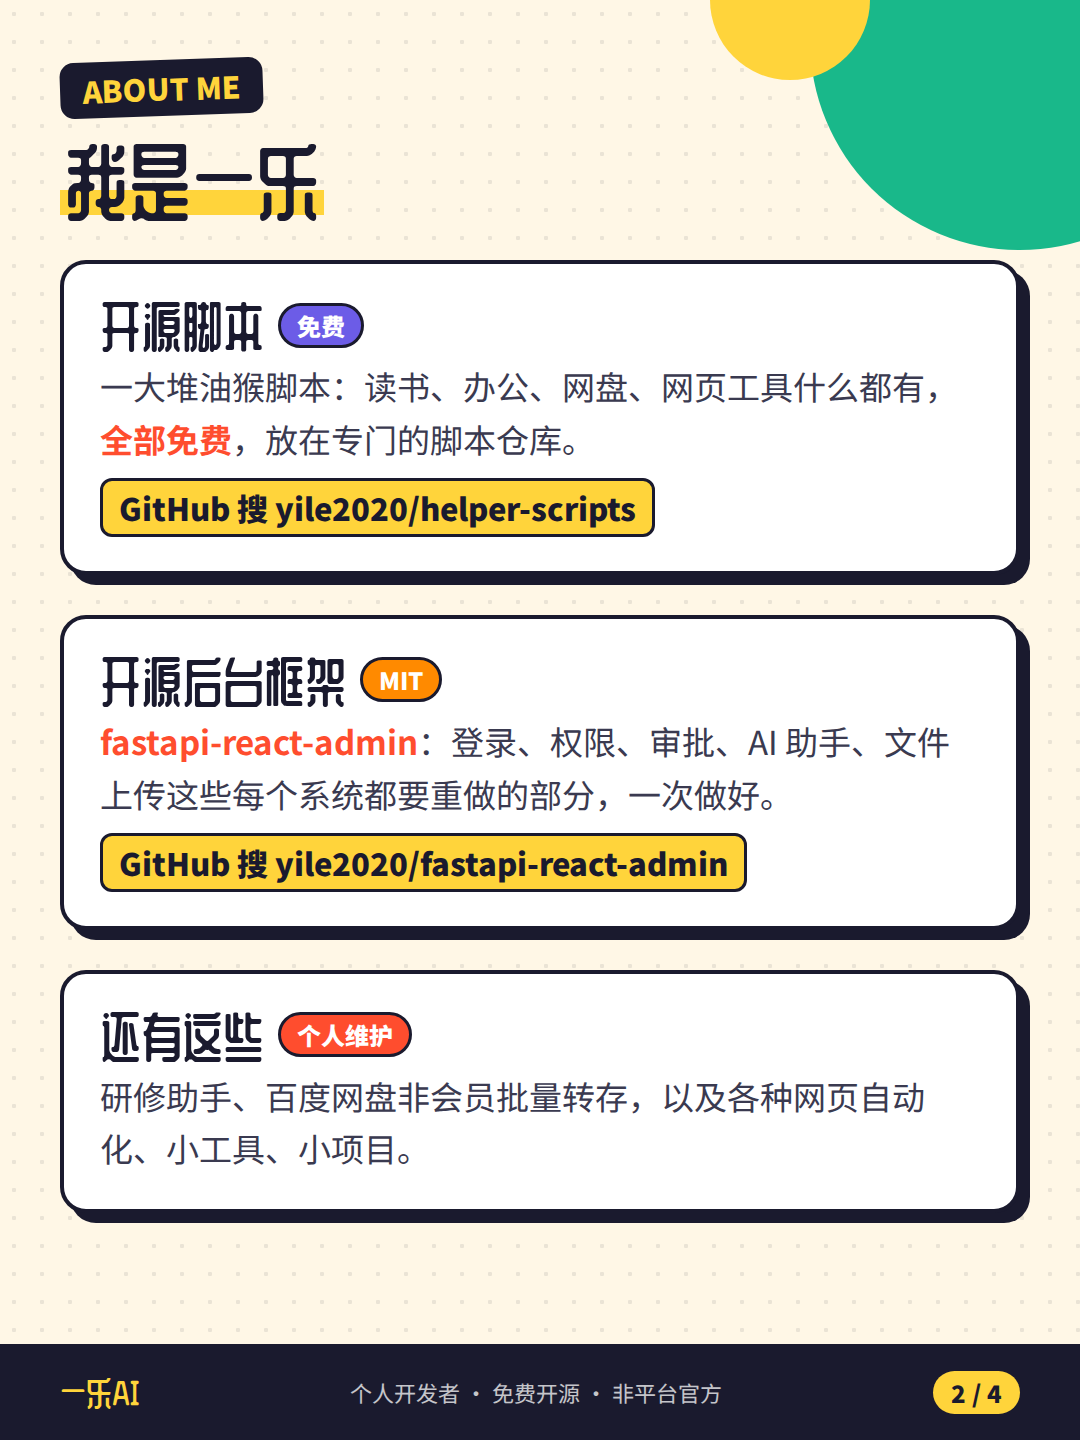 ABOUT ME
我是一乐
开源脚本 免费
一大堆油猴脚本：读书、办公、网盘、网页工具什么都有，
全部免费，放在专门的脚本仓库。
GitHub 搜 yile2020/helper-scripts
开源后台框架 MIT
fastapi-react-admin：登录、权限、审批、AI 助手、文件
上传这些每个系统都要重做的部分，一次做好。
GitHub 搜 yile2020/fastapi-react-admin
还有这些 个人维护
研修助手、百度网盘非会员批量转存，以及各种网页自动
化、小工具、小项目。
一乐AI 个人开发者 · 免费开源 · 非平台官方 2 / 4